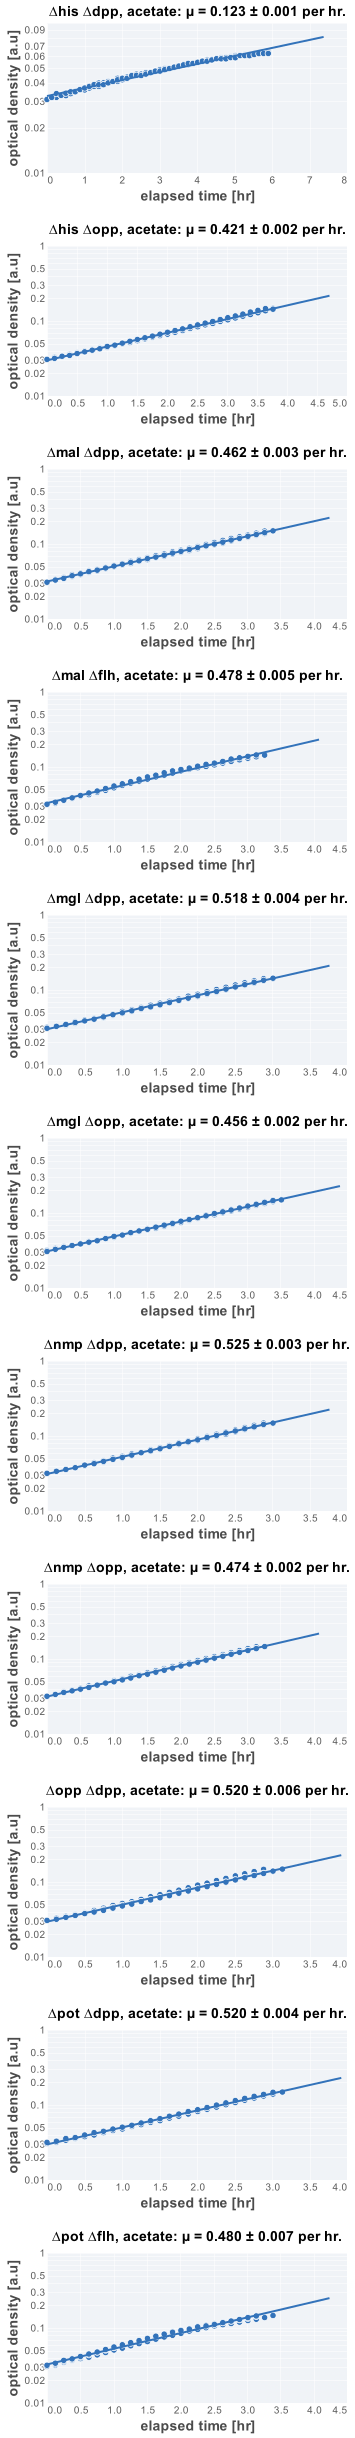 Δhis Δdpp, acetate: μ = 0.123 ± 0.001 per hr.
optical density [a.u]
0.09
0.07
0.06
0.05
0.04
0.03
0.02
0.01
0 1 2 3 4 5 6 7 8
elapsed time [hr]
Δhis Δopp, acetate: μ = 0.421 ± 0.002 per hr.
optical density [a.u]
1
0.5
0.3
0.2
0.1
0.05
0.03
0.02
0.01
0.0 0.5 1.0 1.5 2.0 2.5 3.0 3.5 4.0 4.5 5.0
elapsed time [hr]
Δmal Δdpp, acetate: μ = 0.462 ± 0.003 per hr.
optical density [a.u]
1
0.5
0.3
0.2
0.1
0.05
0.03
0.02
0.01
0.0 0.5 1.0 1.5 2.0 2.5 3.0 3.5 4.0 4.5
elapsed time [hr]
Δmal Δflh, acetate: μ = 0.478 ± 0.005 per hr.
optical density [a.u]
1
0.5
0.3
0.2
0.1
0.05
0.03
0.02
0.01
0.0 0.5 1.0 1.5 2.0 2.5 3.0 3.5 4.0 4.5
elapsed time [hr]
Δmgl Δdpp, acetate: μ = 0.518 ± 0.004 per hr.
optical density [a.u]
1
0.5
0.3
0.2
0.1
0.05
0.03
0.02
0.01
0.0 0.5 1.0 1.5 2.0 2.5 3.0 3.5 4.0
elapsed time [hr]
Δmgl Δopp, acetate: μ = 0.456 ± 0.002 per hr.
optical density [a.u]
1
0.5
0.3
0.2
0.1
0.05
0.03
0.02
0.01
0.0 0.5 1.0 1.5 2.0 2.5 3.0 3.5 4.0 4.5
elapsed time [hr]
Δnmp Δdpp, acetate: μ = 0.525 ± 0.003 per hr.
optical density [a.u]
1
0.5
0.3
0.2
0.1
0.05
0.03
0.02
0.01
0.0 0.5 1.0 1.5 2.0 2.5 3.0 3.5 4.0
elapsed time [hr]
Δnmp Δopp, acetate: μ = 0.474 ± 0.002 per hr.
optical density [a.u]
1
0.5
0.3
0.2
0.1
0.05
0.03
0.02
0.01
0.0 0.5 1.0 1.5 2.0 2.5 3.0 3.5 4.0 4.5
elapsed time [hr]
Δopp Δdpp, acetate: μ = 0.520 ± 0.006 per hr.
optical density [a.u]
1
0.5
0.3
0.2
0.1
0.05
0.03
0.02
0.01
0.0 0.5 1.0 1.5 2.0 2.5 3.0 3.5 4.0
elapsed time [hr]
Δpot Δdpp, acetate: μ = 0.520 ± 0.004 per hr.
optical density [a.u]
1
0.5
0.3
0.2
0.1
0.05
0.03
0.02
0.01
0.0 0.5 1.0 1.5 2.0 2.5 3.0 3.5 4.0
elapsed time [hr]
Δpot Δflh, acetate: μ = 0.480 ± 0.007 per hr.
optical density [a.u]
1
0.5
0.3
0.2
0.1
0.05
0.03
0.02
0.01
0.0 0.5 1.0 1.5 2.0 2.5 3.0 3.5 4.0 4.5
elapsed time [hr]